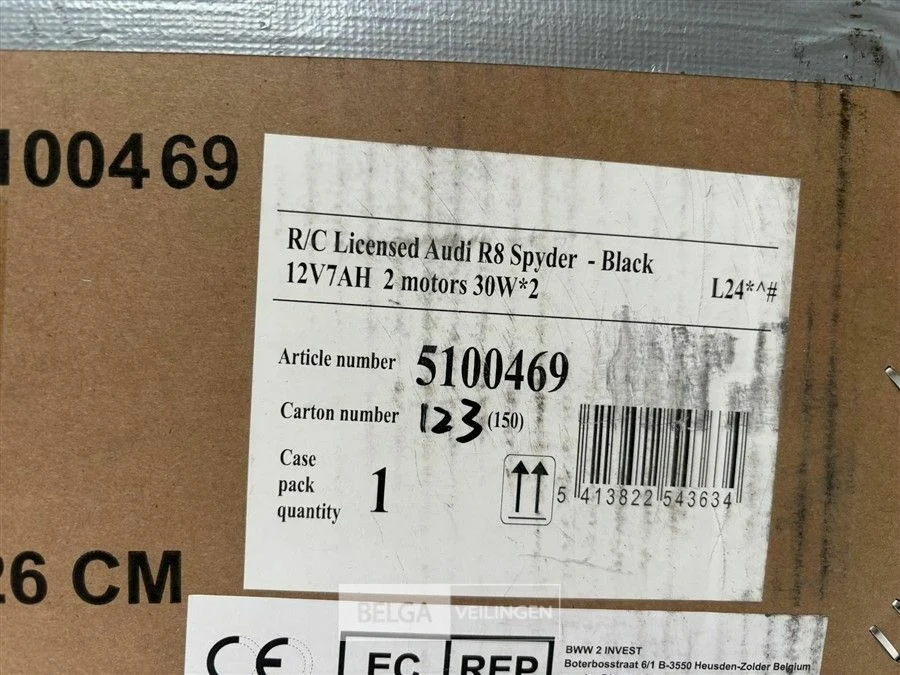 100469
R/C Licensed Audi R8 Spyder - Black
12V7AH 2 motors 30W*2
L24*^#
Article number 5100469
Carton number 123 (150)
Case
pack
quantity 1
5 413822 543634
26 CM
BELGA VEILINGEN
CE
EC REP
BWW 2 INVEST
Boterbosstraat 6/1 B-3550 Heusden-Zolder Belgium